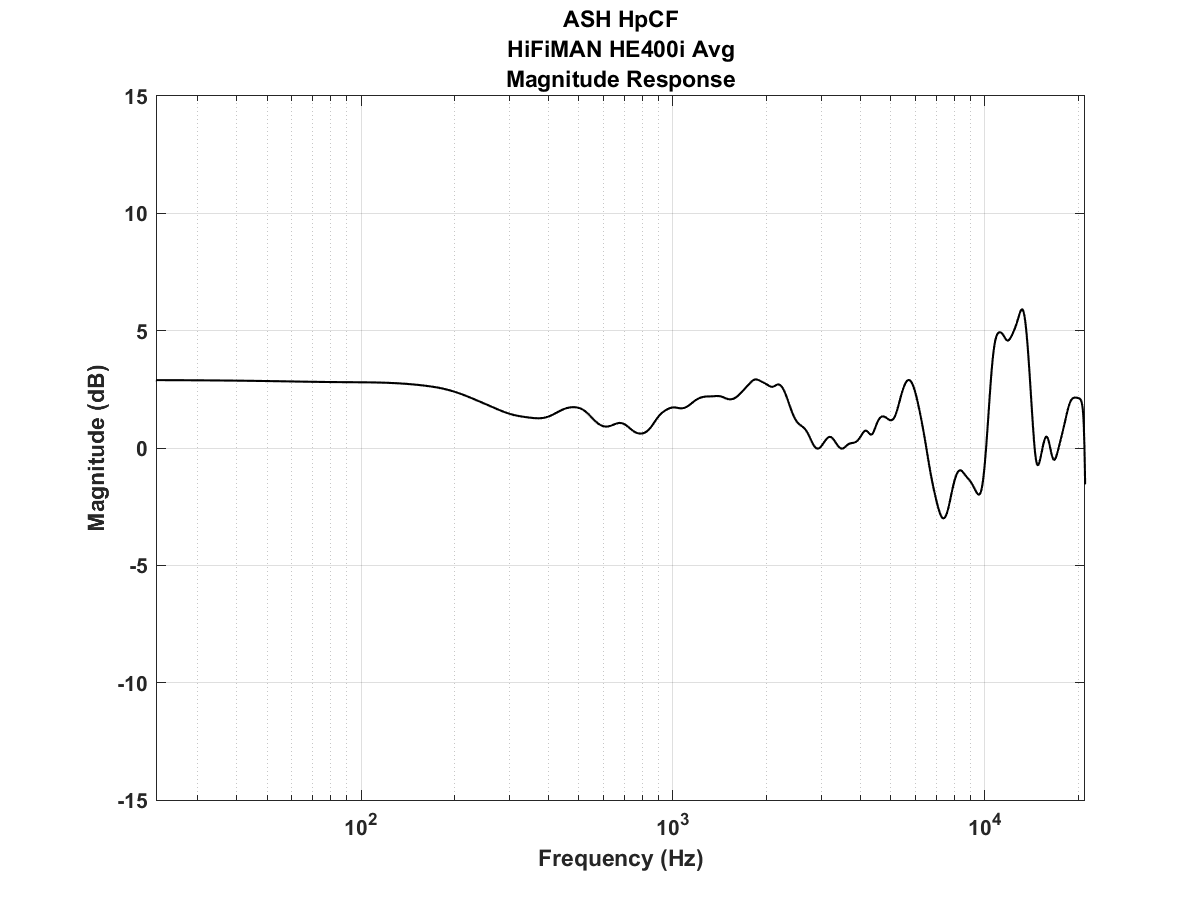 ASH HpCF
HiFiMAN HE400i Avg
Magnitude Response
15
10
5
0
-5
-10
-15
Magnitude (dB)
10²
10³
10⁴
Frequency (Hz)